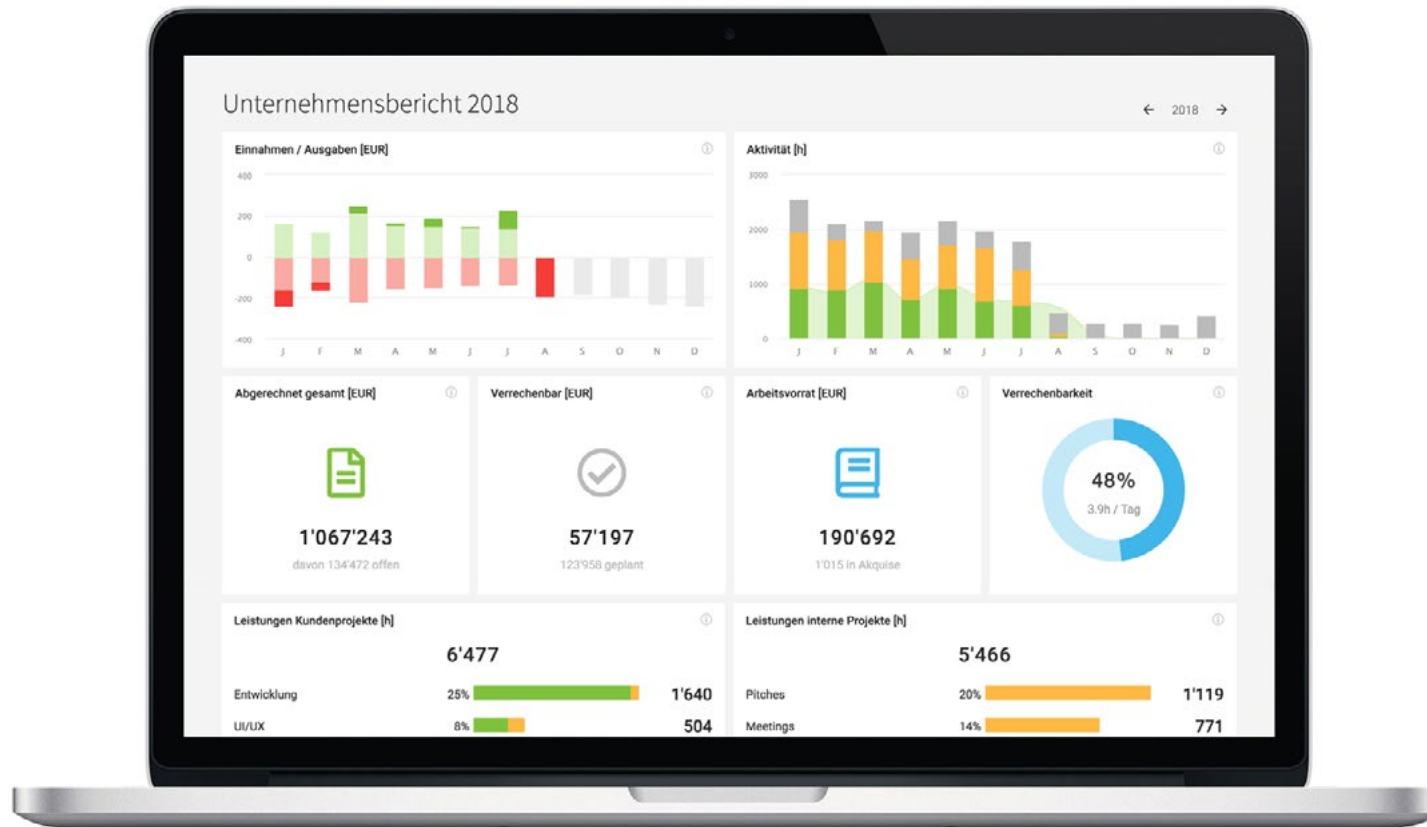 Unternehmensbericht 2018
← 2018 →
Einnahmen / Ausgaben [EUR]
400
200
0
-200
-400
J F M A M J J A S O N D
Aktivität [h]
3000
2000
1000
0
J F M A M J J A S O N D
Abgerechnet gesamt [EUR]
1'067'243
davon 134'472 offen
Verrechenbar [EUR]
57'197
123'958 geplant
Arbeitsvorrat [EUR]
190'692
1'015 in Akquise
Verrechenbarkeit
48%
3.9h / Tag
Leistungen Kundenprojekte [h]
6'477
Entwicklung 25% 1'640
UI/UX 8% 504
Leistungen interne Projekte [h]
5'466
Pitches 20% 1'119
Meetings 14% 771